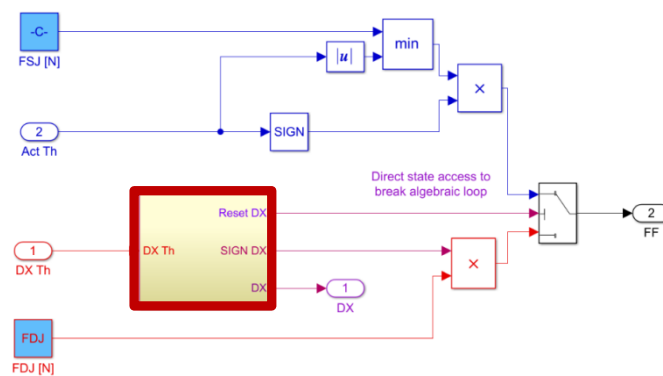 -C-
FSJ [N]
|u|
min
×
2
Act Th
SIGN
Direct state access to
break algebraic loop
Reset DX
2
FF
1
DX Th
DX Th
SIGN DX
×
DX
1
DX
FDJ
FDJ [N]